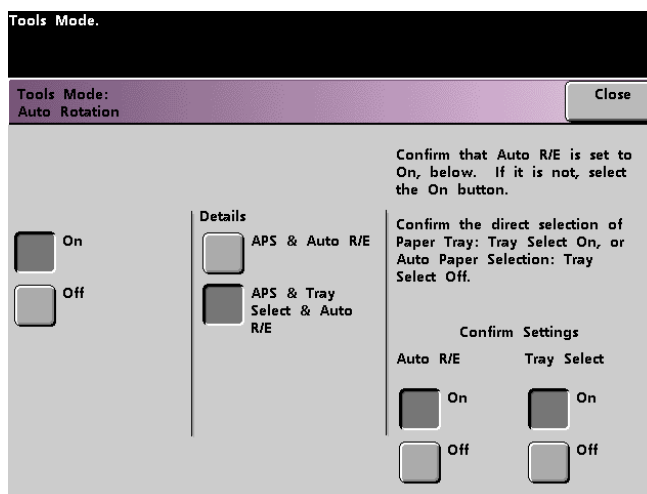 Tools Mode.
Tools Mode:
Auto Rotation
Close
On
Off
Details
APS & Auto R/E
APS & Tray
Select & Auto
R/E
Confirm that Auto R/E is set to
On, below. If it is not, select
the On button.
Confirm the direct selection of
Paper Tray: Tray Select On, or
Auto Paper Selection: Tray
Select Off.
Confirm Settings
Auto R/E
Tray Select
On
On
Off
Off